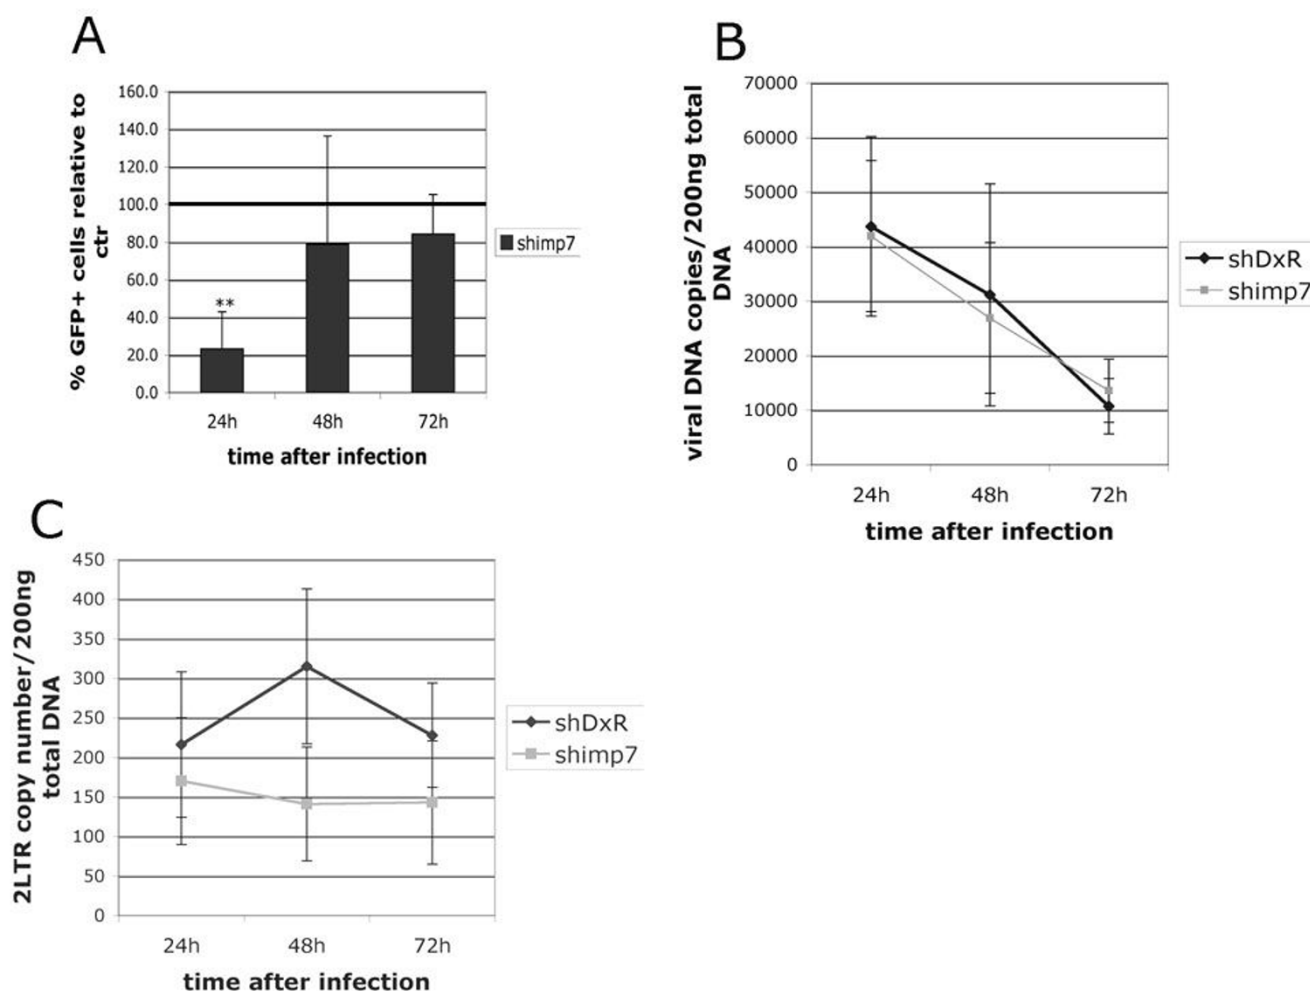 A
% GFP+ cells relative to
ctr
160.0
140.0
120.0
100.0
80.0
60.0
40.0
20.0
0.0
**
24h 48h 72h
time after infection
shimp7
B
viral DNA copies/200ng total
DNA
70000
60000
50000
40000
30000
20000
10000
0
24h 48h 72h
time after infection
shDxR
shimp7
C
2LTR copy number/200ng
total DNA
450
400
350
300
250
200
150
100
50
0
24h 48h 72h
time after infection
shDxR
shimp7